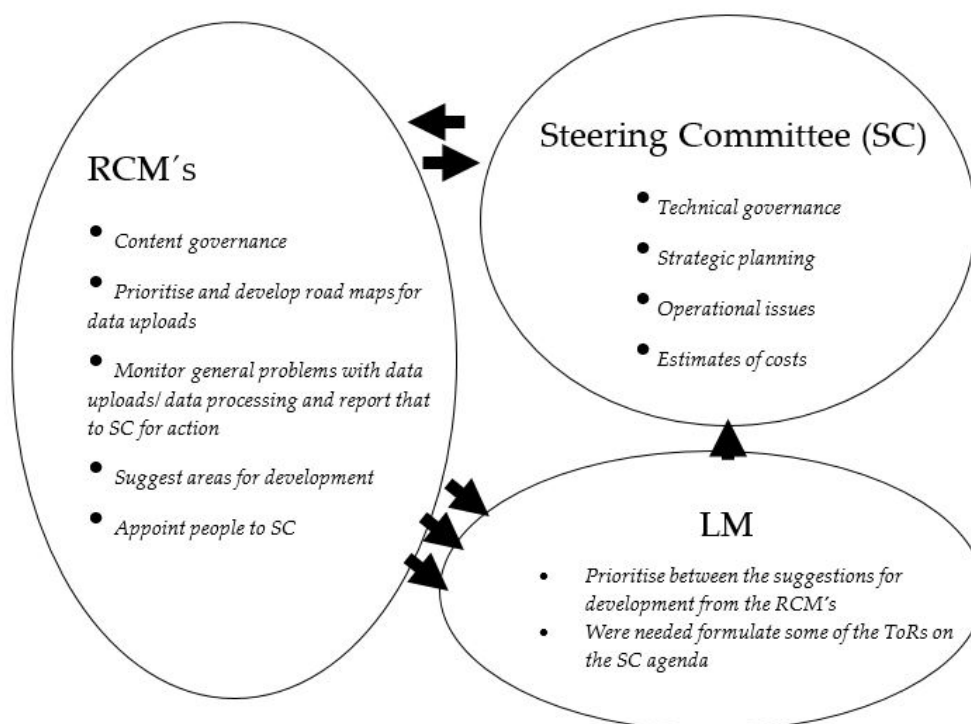 RCM´s
• Content governance
• Prioritise and develop road maps for
data uploads
• Monitor general problems with data
uploads/ data processing and report that
to SC for action
• Suggest areas for development
• Appoint people to SC
Steering Committee (SC)
• Technical governance
• Strategic planning
• Operational issues
• Estimates of costs
LM
• Prioritise between the suggestions for
development from the RCM´s
• Were needed formulate some of the ToRs on
the SC agenda